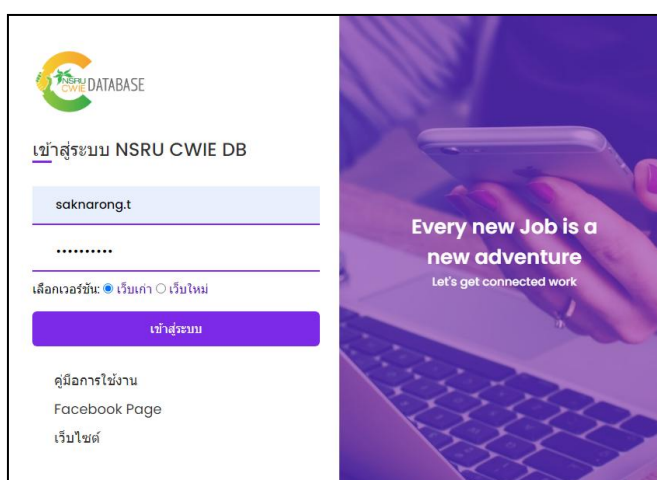 NSRU
CWIE DATABASE
เข้าสู่ระบบ NSRU CWIE DB
saknarong.t
••••••••••
เลือกเวอร์ชัน: เว็บเก่า เว็บใหม่
เข้าสู่ระบบ
คู่มือการใช้งาน
Facebook Page
เว็บไซต์
Every new Job is a
new adventure
Let's get connected work